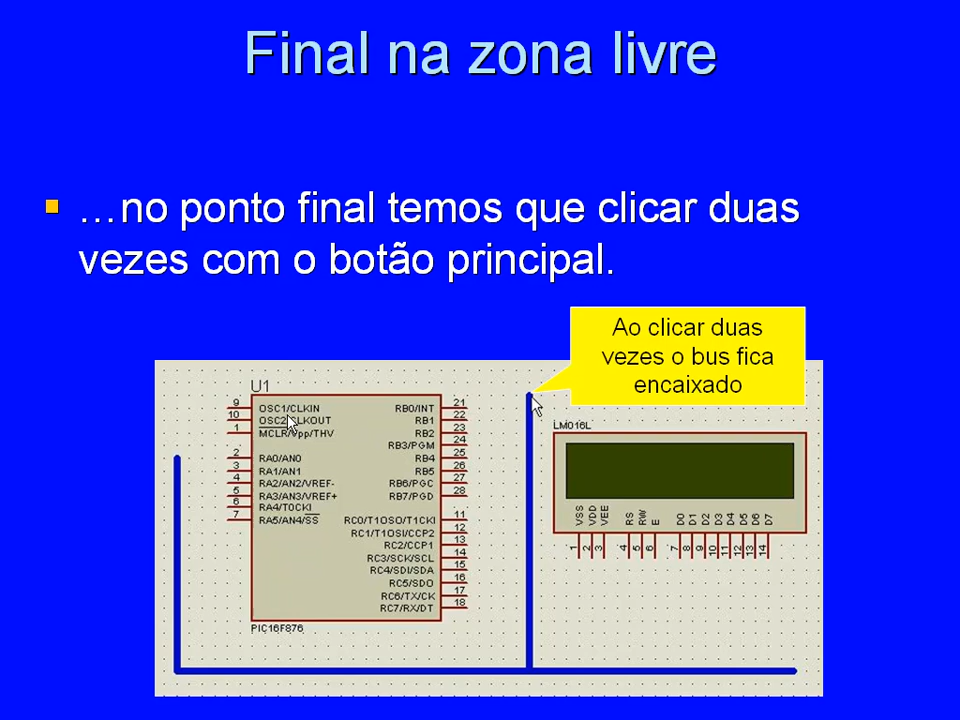 Final na zona livre
…no ponto final temos que clicar duas
vezes com o botão principal.
Ao clicar duas
vezes o bus fica
encaixado
U1
9 OSC1/CLKIN RB0/INT 21
10 OSC2/CLKOUT RB1 22
1 MCLR/Vpp/THV RB2 23
RB3/PGM 24
2 RA0/AN0 RB4 25
3 RA1/AN1 RB5 26
4 RA2/AN2/VREF- RB6/PGC 27
5 RA3/AN3/VREF+ RB7/PGD 28
6 RA4/T0CKI
7 RA5/AN4/SS RC0/T1OSO/T1CKI 11
RC1/T1OSI/CCP2 12
RC2/CCP1 13
RC3/SCK/SCL 14
RC4/SDI/SDA 15
RC5/SDO 16
RC6/TX/CK 17
RC7/RX/DT 18
PIC16F876
LM016L
VSS VDD VEE RS RW E D0 D1 D2 D3 D4 D5 D6 D7
1 2 3 4 5 6 7 8 9 10 11 12 13 14